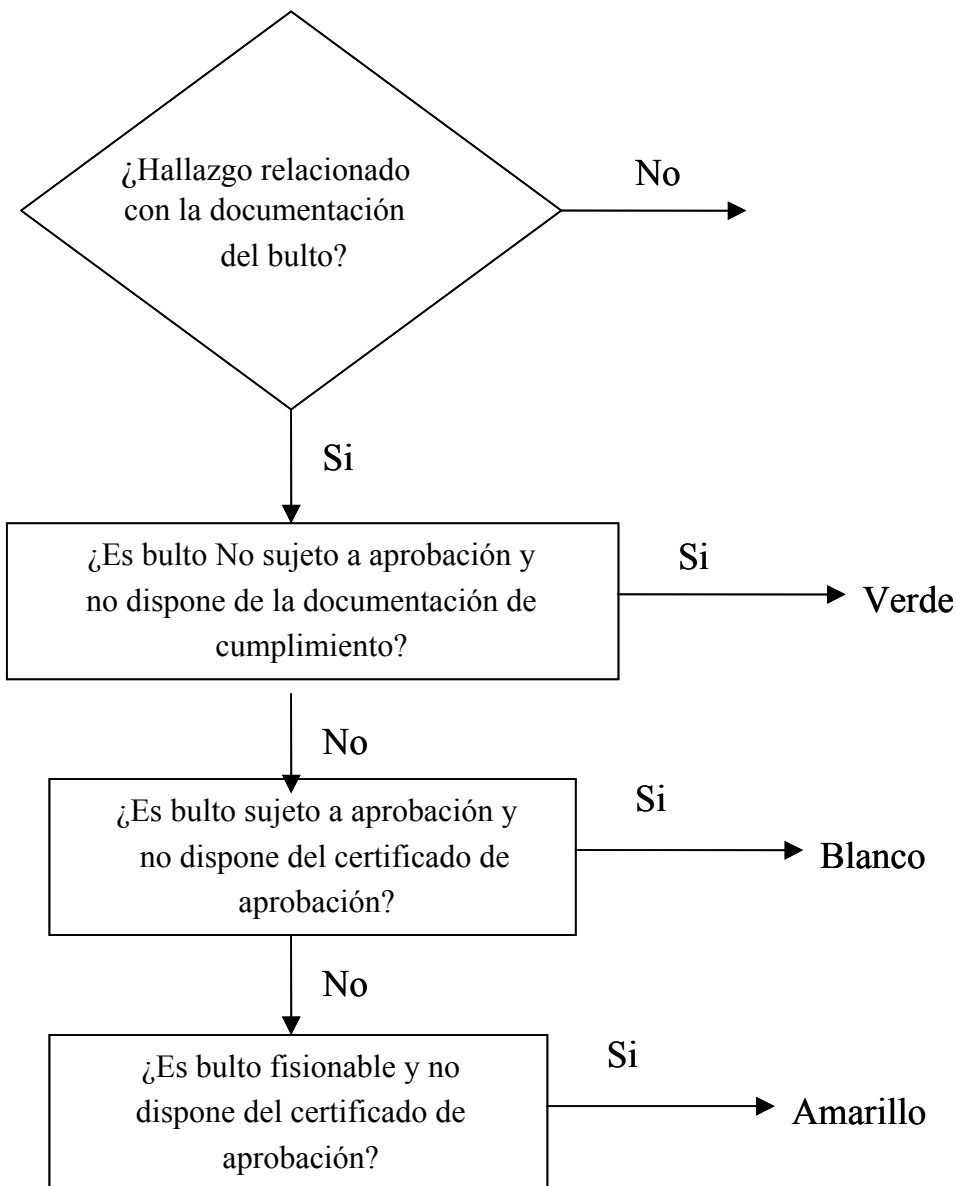 ¿Hallazgo relacionado
con la documentación
del bulto?
No
Si
¿Es bulto No sujeto a aprobación y
no dispone de la documentación de
cumplimiento?
Si
Verde
No
¿Es bulto sujeto a aprobación y
no dispone del certificado de
aprobación?
Si
Blanco
No
¿Es bulto fisionable y no
dispone del certificado de
aprobación?
Si
Amarillo